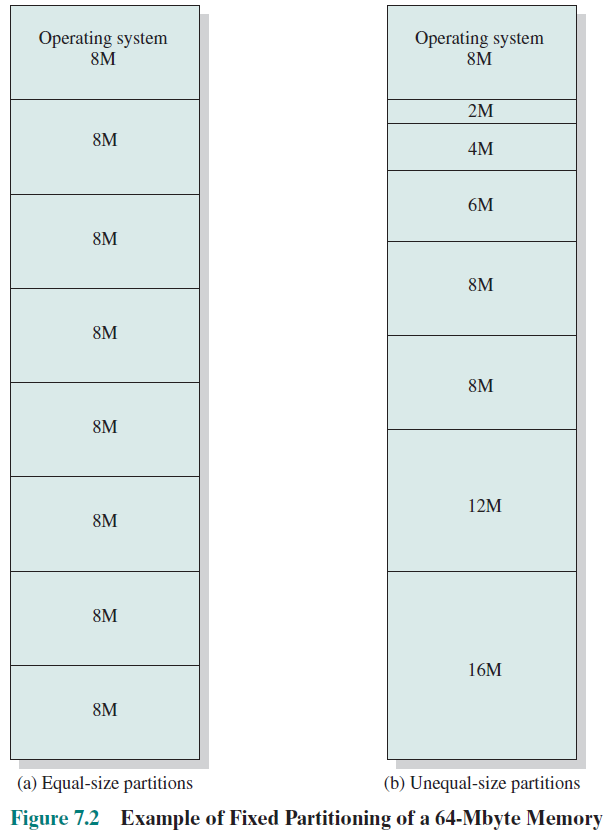 Operating system
8M
8M
8M
8M
8M
8M
8M
8M
(a) Equal-size partitions
Operating system
8M
2M
4M
6M
8M
8M
12M
16M
(b) Unequal-size partitions
Figure 7.2 Example of Fixed Partitioning of a 64-Mbyte Memory